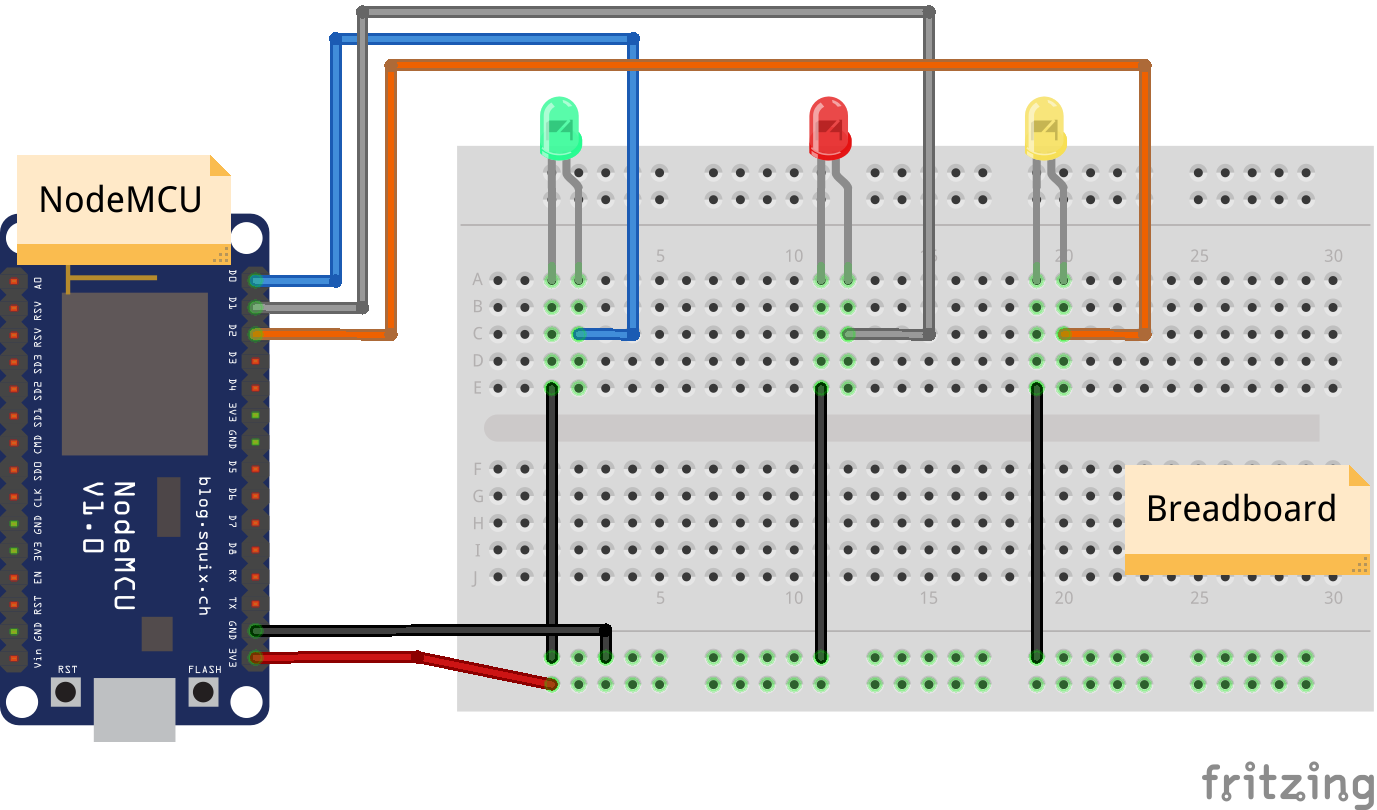 NodeMCU
A0
RSV
RSV
SD3
SD2
SD1
CMD
SD0
CLK
GND
3V3
EN
RST
GND
Vin
D0
D1
D2
D3
D4
3V3
GND
D5
D6
D7
D8
RX
TX
GND
3V3
NodeMCU
V1.0
blog.squix.ch
RST
FLASH
5 10 15 20 25 30
A
B
C
D
E
F
G
H
I
J
5 10 15 20 25 30
Breadboard
fritzing